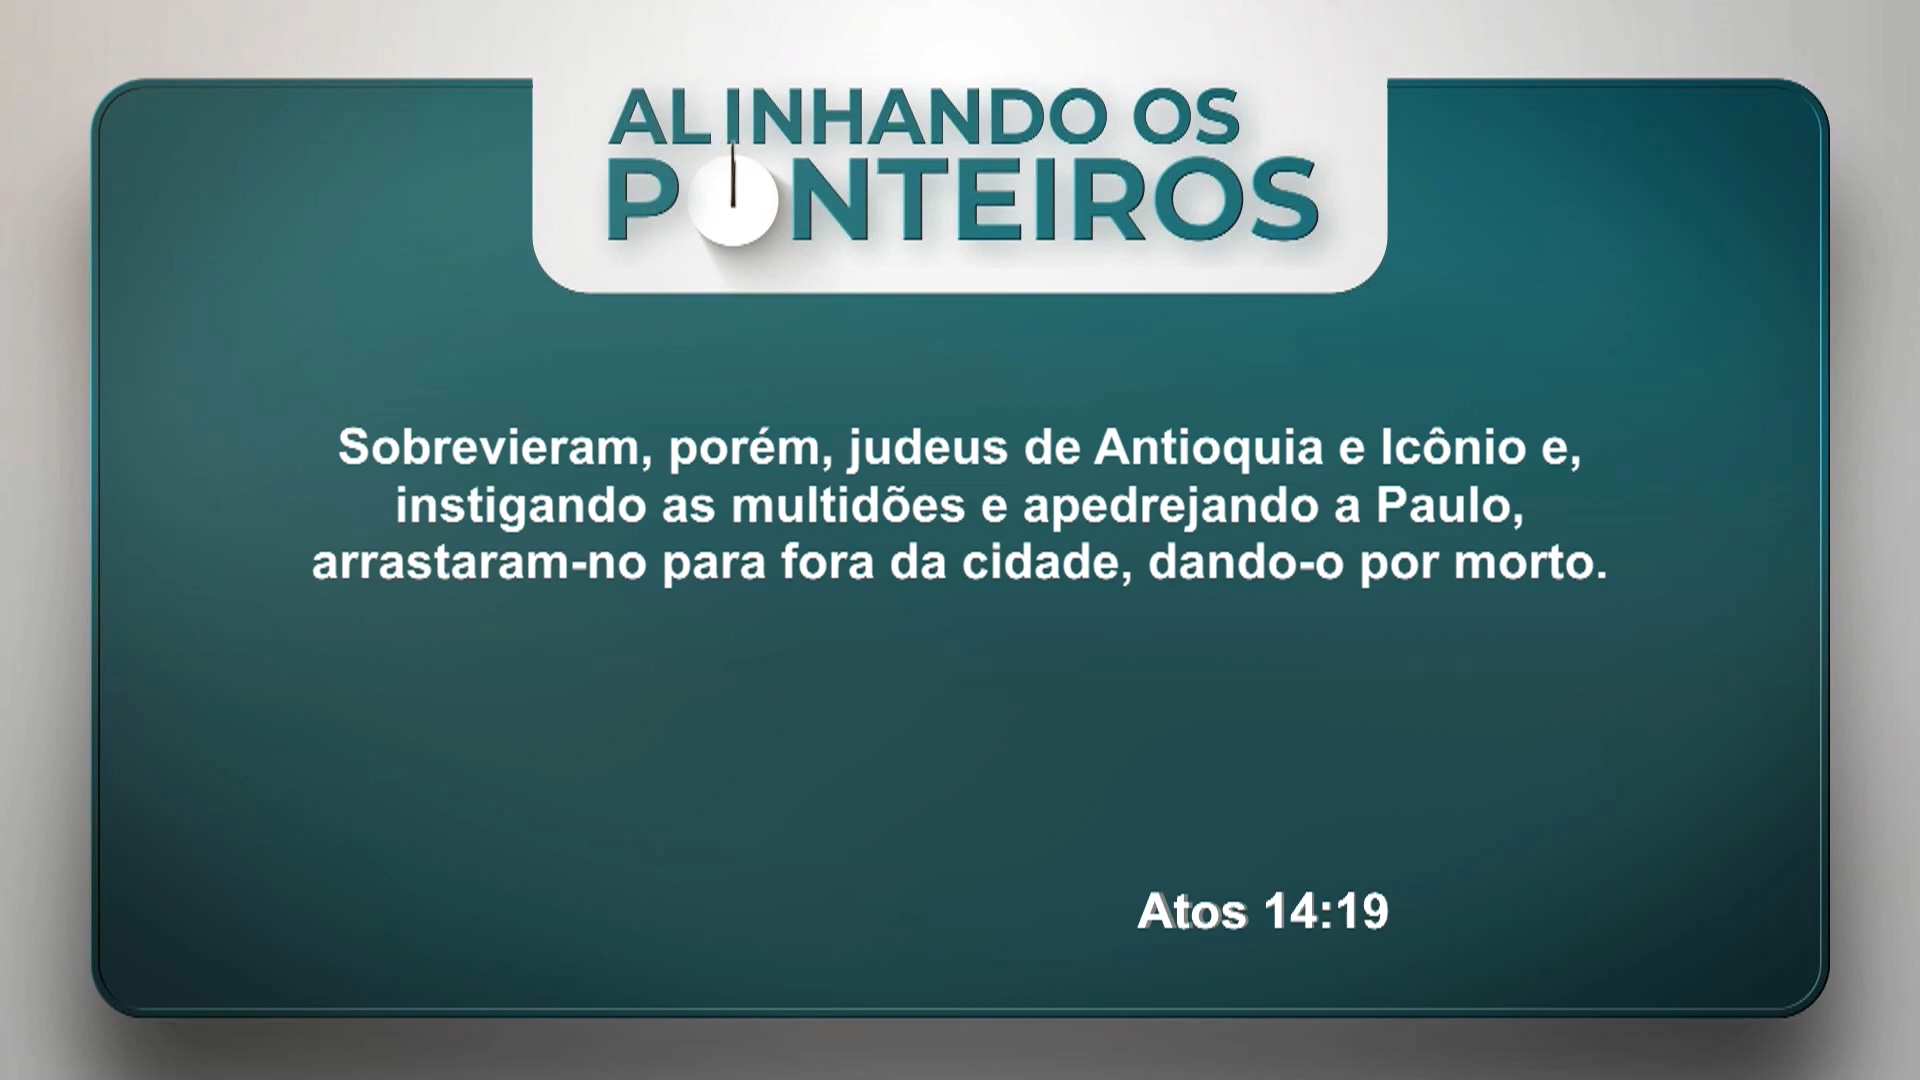 ALINHANDO OS
PONTEIROS
Sobrevieram, porém, judeus de Antioquia e Icônio e,
instigando as multidões e apedrejando a Paulo,
arrastaram-no para fora da cidade, dando-o por morto.
Atos 14:19